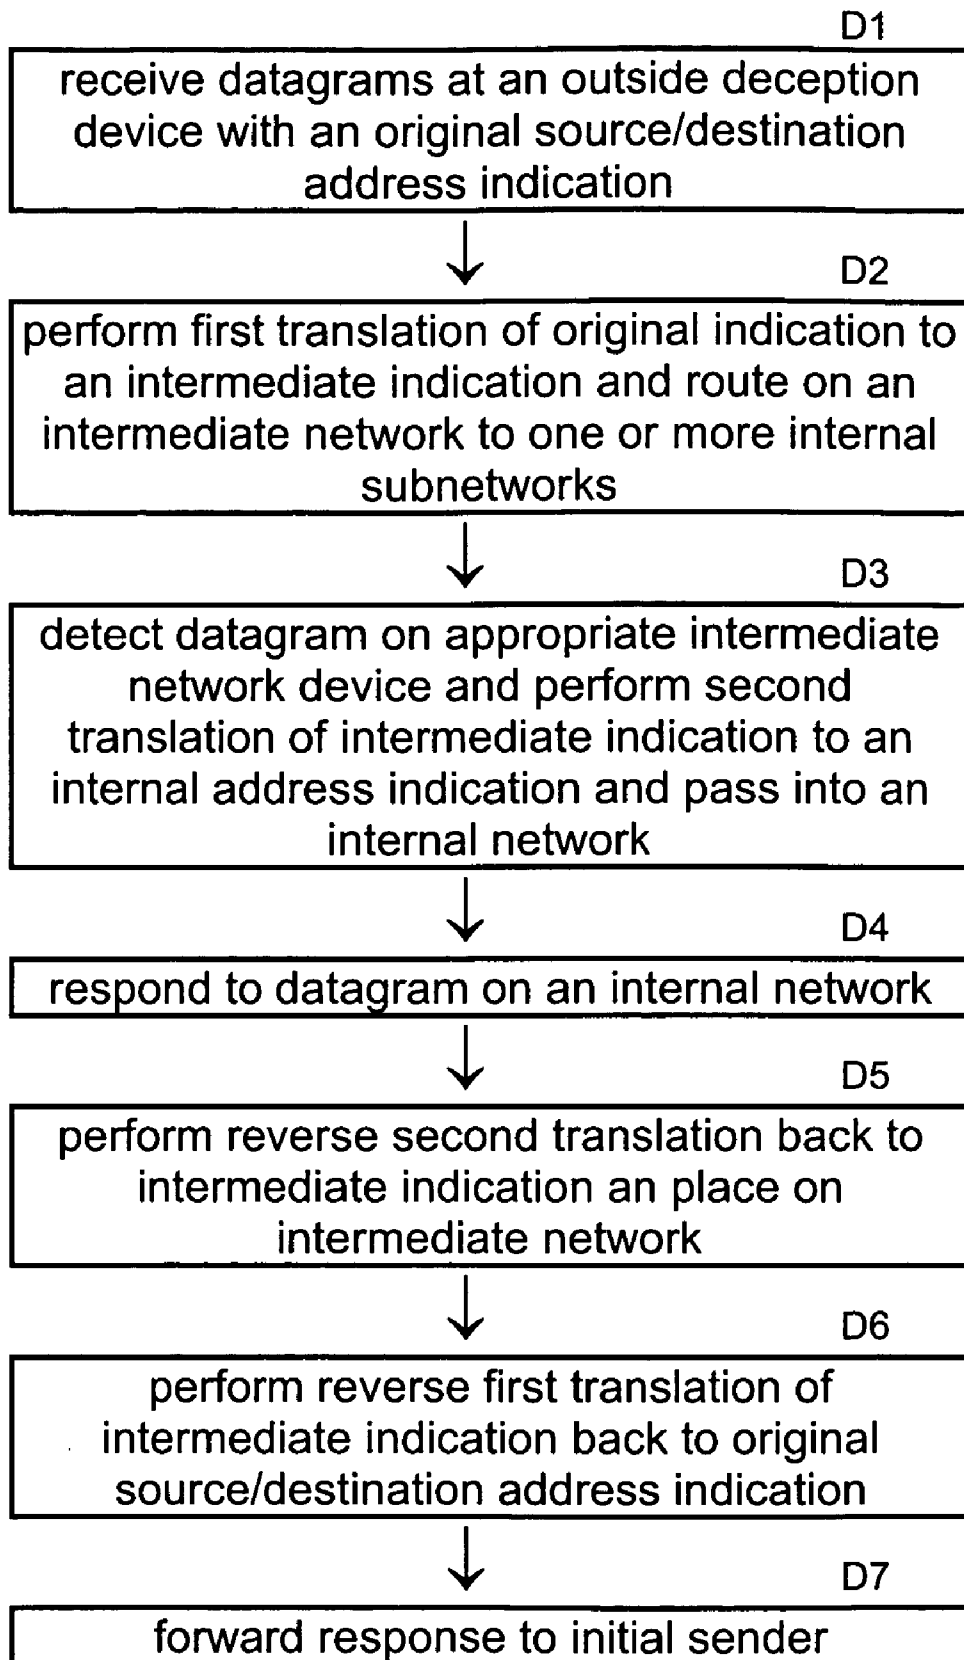 D1
receive datagrams at an outside deception
device with an original source/destination
address indication
D2
perform first translation of original indication to
an intermediate indication and route on an
intermediate network to one or more internal
subnetworks
D3
detect datagram on appropriate intermediate
network device and perform second
translation of intermediate indication to an
internal address indication and pass into an
internal network
D4
respond to datagram on an internal network
D5
perform reverse second translation back to
intermediate indication an place on
intermediate network
D6
perform reverse first translation of
intermediate indication back to original
source/destination address indication
D7
forward response to initial sender